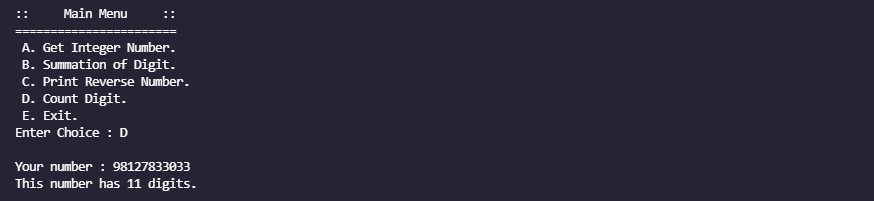 ::     Main Menu     ::
=======================
A. Get Integer Number.
B. Summation of Digit.
C. Print Reverse Number.
D. Count Digit.
E. Exit.
Enter Choice : D
Your number : 98127833033
This number has 11 digits.